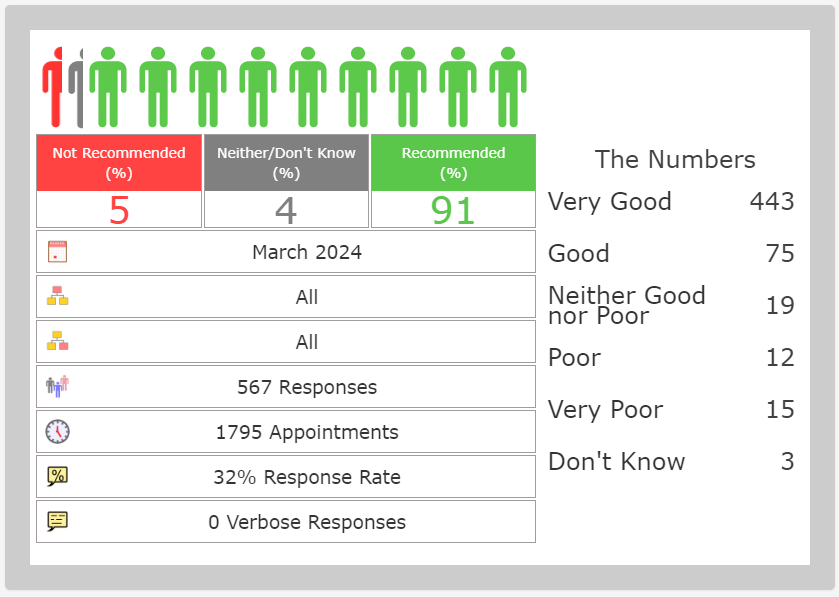 Not Recommended
(%)
Neither/Don't Know
(%)
Recommended
(%)
5
4
91
March 2024
All
All
567 Responses
1795 Appointments
%
32% Response Rate
0 Verbose Responses
The Numbers
Very Good 443
Good 75
Neither Good
nor Poor 19
Poor 12
Very Poor 15
Don't Know 3